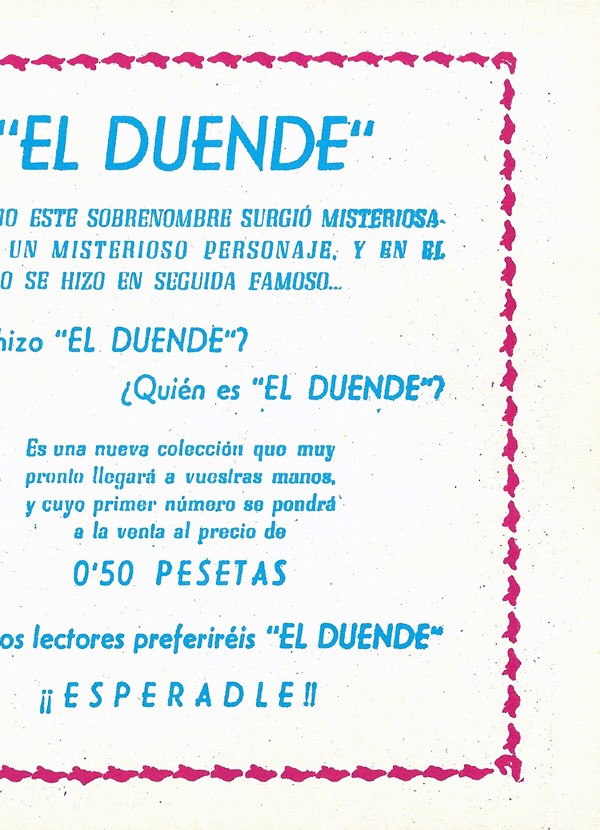 "EL DUENDE"
ESTE SOBRENOMBRE SURGIÓ MISTERIOSA-
UN MISTERIOSO PERSONAJE, Y EN EL
SE HIZO EN SEGUIDA FAMOSO...
hizo "EL DUENDE"?
¿Quién es "EL DUENDE"?
Es una nueva colección que muy
pronto llegará a vuestras manos,
y cuyo primer número se pondrá
a la venta al precio de
0'50 PESETAS
lectores preferiréis "EL DUENDE"
¡¡ESPERADLE!!